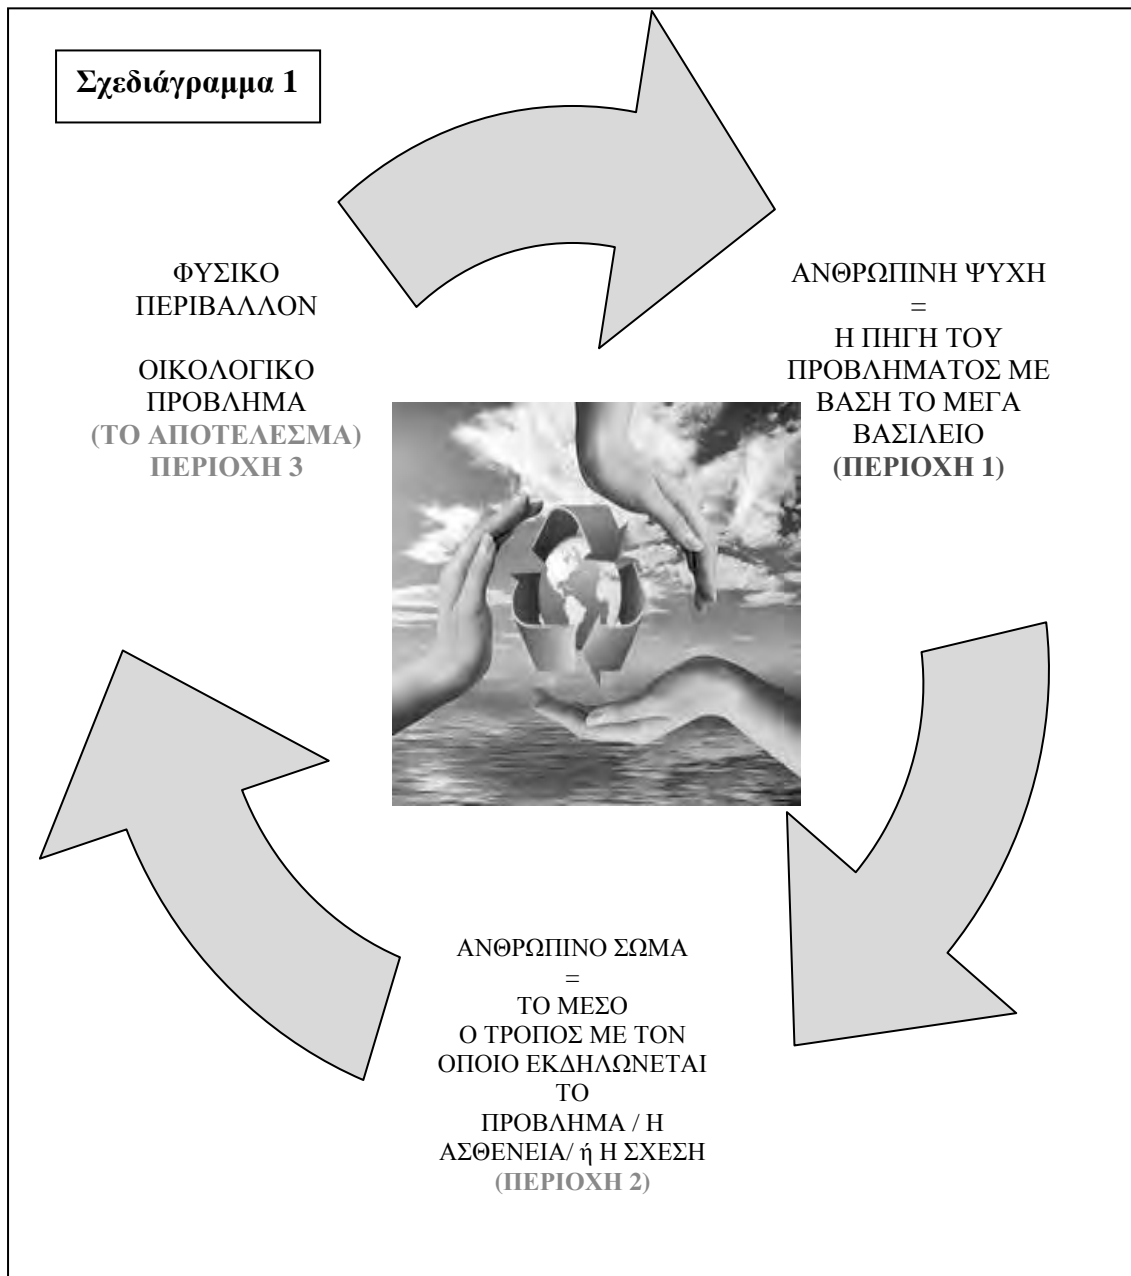 Σχεδιάγραμμα 1
ΦΥΣΙΚΟ
ΠΕΡΙΒΑΛΛΟΝ
ΟΙΚΟΛΟΓΙΚΟ
ΠΡΟΒΛΗΜΑ
(ΤΟ ΑΠΟΤΕΛΕΣΜΑ)
ΠΕΡΙΟΧΗ 3
ΑΝΘΡΩΠΙΝΗ ΨΥΧΗ
=
Η ΠΗΓΗ ΤΟΥ
ΠΡΟΒΛΗΜΑΤΟΣ ΜΕ
ΒΑΣΗ ΤΟ ΜΕΓΑ
ΒΑΣΙΛΕΙΟ
(ΠΕΡΙΟΧΗ 1)
ΑΝΘΡΩΠΙΝΟ ΣΩΜΑ
=
ΤΟ ΜΕΣΟ
Ο ΤΡΟΠΟΣ ΜΕ ΤΟΝ
ΟΠΟΙΟ ΕΚΔΗΛΩΝΕΤΑΙ
ΤΟ
ΠΡΟΒΛΗΜΑ / Η
ΑΣΘΕΝΕΙΑ/ ή Η ΣΧΕΣΗ
(ΠΕΡΙΟΧΗ 2)